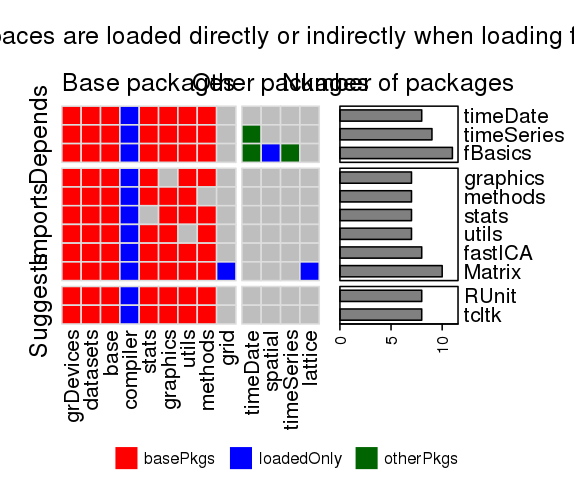 paces are loaded directly or indirectly when loading f
Base packages
Other packages
Number of packages
Depends
Imports
Suggests
timeDate
timeSeries
fBasics
graphics
methods
stats
utils
fastICA
Matrix
RUnit
tcltk
0
5
10
grDevices
datasets
base
compiler
stats
graphics
utils
methods
grid
timeDate
spatial
timeSeries
lattice
basePkgs
loadedOnly
otherPkgs